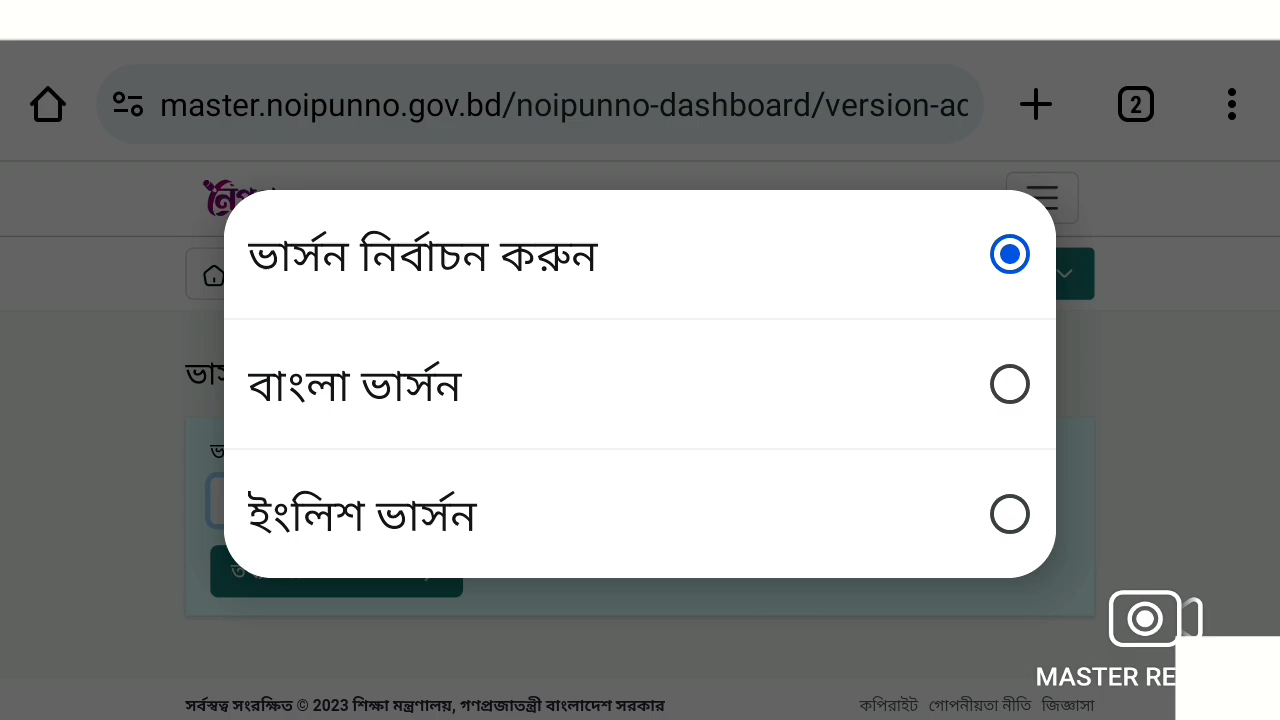 master.noipunno.gov.bd/noipunno-dashboard/version-ac
2
ভার্সন নির্বাচন করুন
বাংলা ভার্সন
ইংলিশ ভার্সন
সর্বস্বত্ব সংরক্ষিত © 2023 শিক্ষা মন্ত্রণালয়, গণপ্রজাতন্ত্রী বাংলাদেশ সরকার
কপিরাইট গোপনীয়তা নীতি জিজ্ঞাসা
MASTER RE